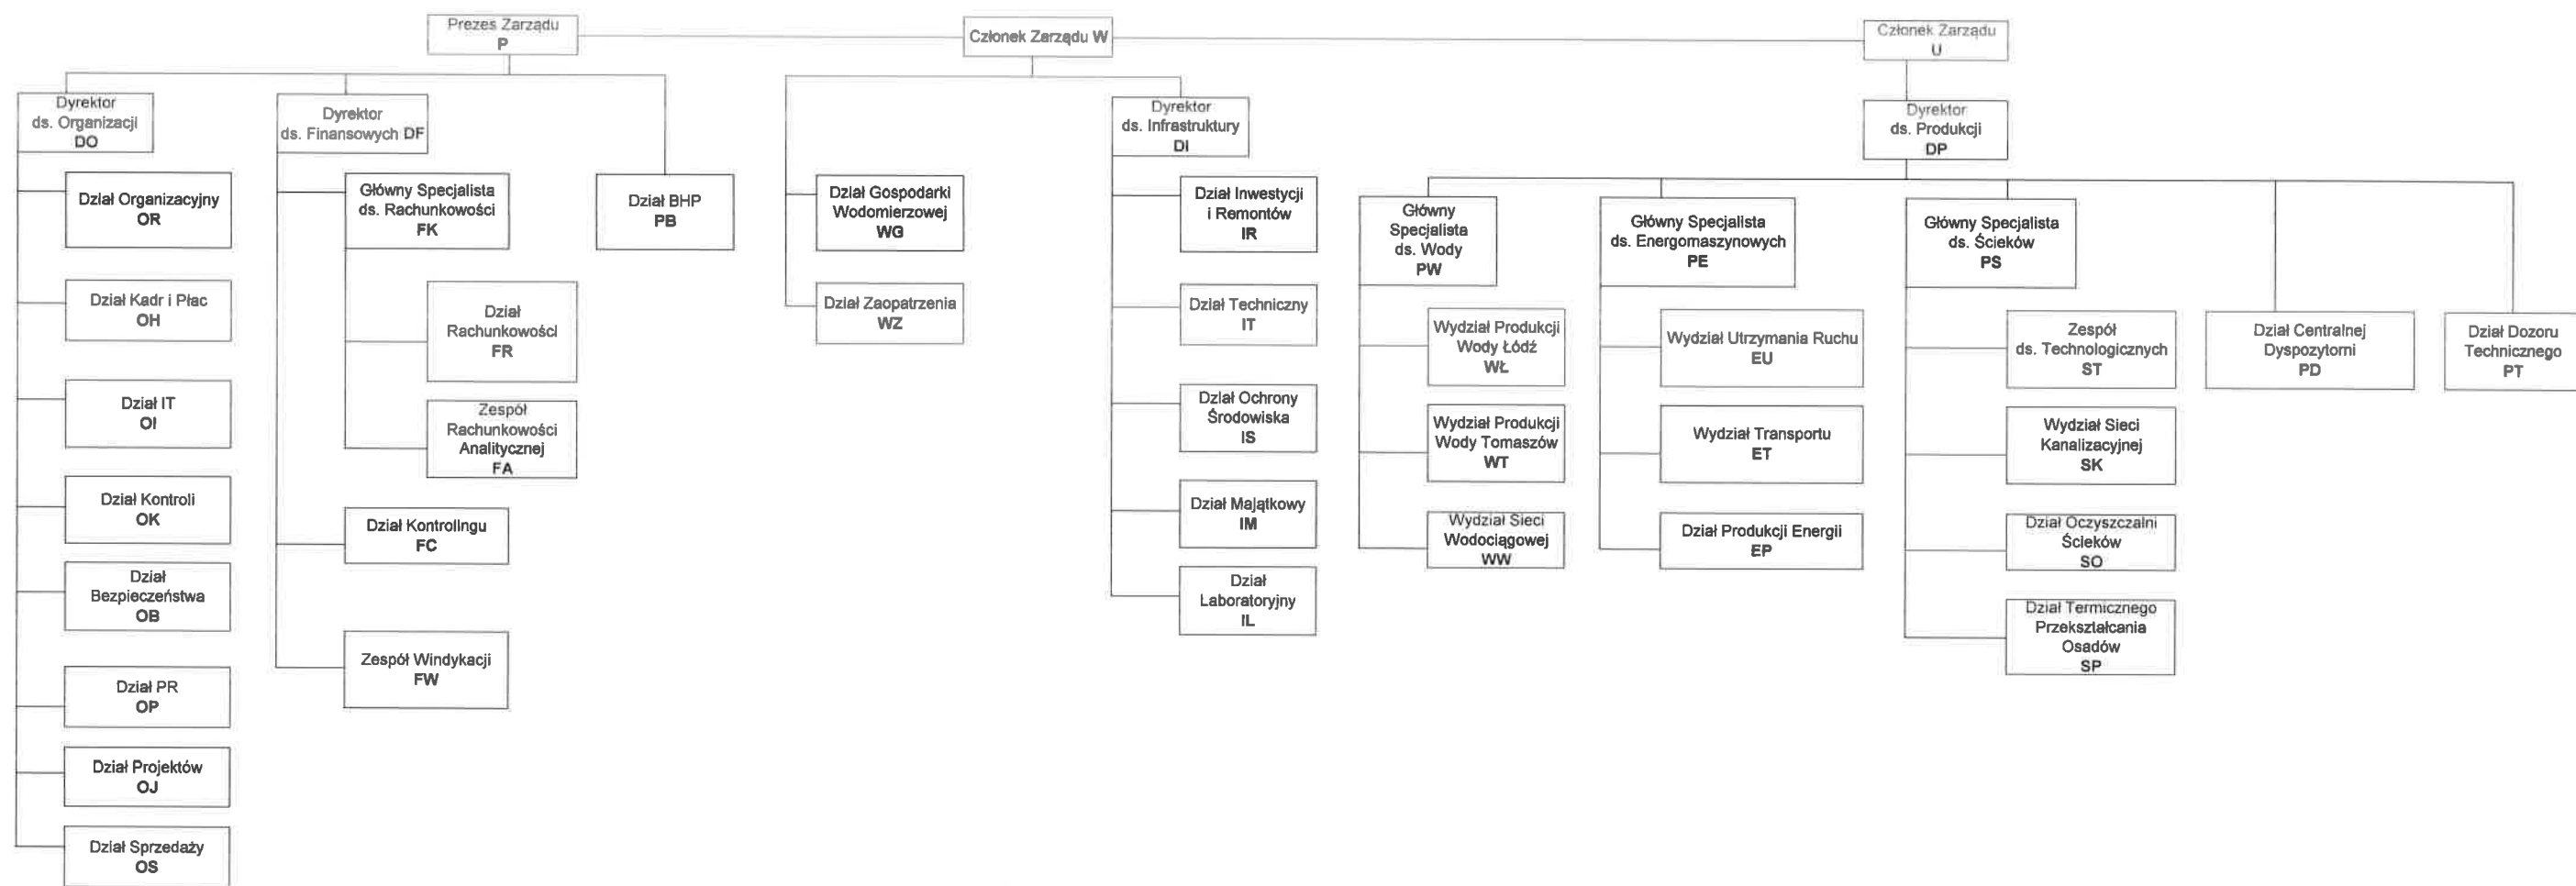 Prezes Zarządu
P
Członek Zarządu W
Członek Zarządu
U
Dyrektor
ds. Organizacji
DO
Dział Organizacyjny
OR
Dział Kadr i Płac
OH
Dział IT
OI
Dział Kontroli
OK
Dział
Bezpieczeństwa
OB
Dział PR
OP
Dział Projektów
OJ
Dział Sprzedaży
OS
Dyrektor
ds. Finansowych DF
Główny Specjalista
ds. Rachunkowości
FK
Dział
Rachunkowości
FR
Zespół
Rachunkowości
Analitycznej
FA
Dział Kontrolingu
FC
Zespół Windykacji
FW
Dział BHP
PB
Dział Gospodarki
Wodomierzowej
WG
Dział Zaopatrzenia
WZ
Dyrektor
ds. Infrastruktury
DI
Dział Inwestycji
i Remontów
IR
Dział Techniczny
IT
Dział Ochrony
Środowiska
IS
Dział Majątkowy
IM
Dział
Laboratoryjny
IL
Dyrektor
ds. Produkcji
DP
Główny
Specjalista
ds. Wody
PW
Wydział Produkcji
Wody Łódź
WŁ
Wydział Produkcji
Wody Tomaszów
WT
Wydział Sieci
Wodociągowej
WW
Główny Specjalista
ds. Energomaszynowych
PE
Wydział Utrzymania Ruchu
EU
Wydział Transportu
ET
Dział Produkcji Energii
EP
Główny Specjalista
ds. Ścieków
PS
Zespół
ds. Technologicznych
ST
Wydział Sieci
Kanalizacyjnej
SK
Dział Oczyszczalni
Ścieków
SO
Dział Termicznego
Przekształcania
Osadów
SP
Dział Centralnej
Dyspozytorni
PD
Dział Dozoru
Technicznego
PT